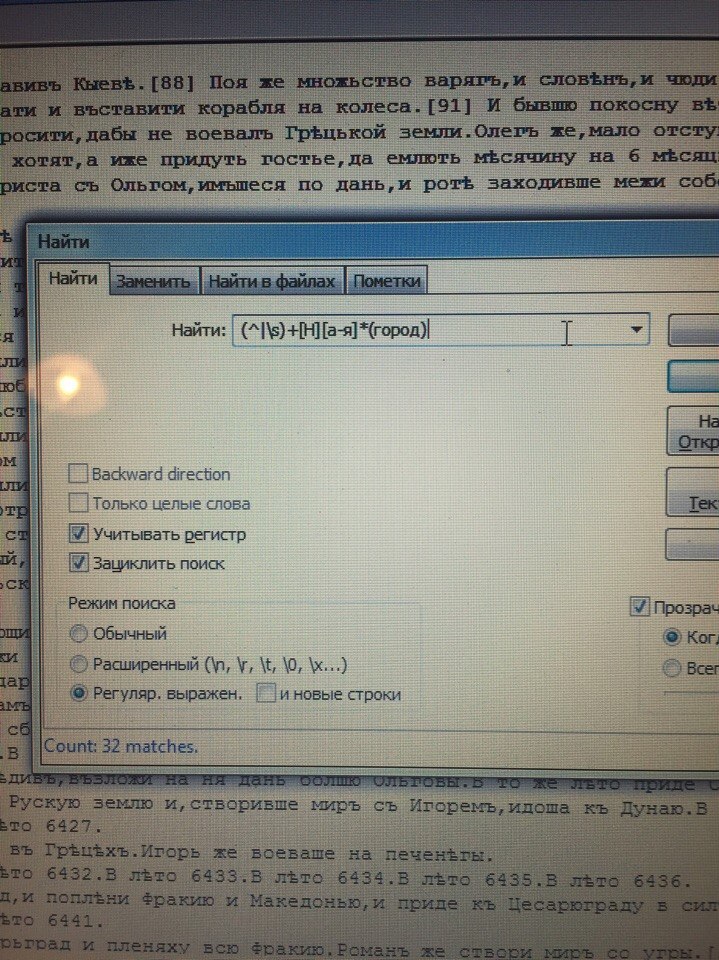 авивъ Кыевѣ.[88] Поя же множьство варягъ,и словѣнъ,и чюди
ати и въставити корабля на колеса.[91] И бывшю покосну вѣ
росити,дабы не воевалъ Грѣцькой земли.Олегъ же,мало отсту
хотят,а иже придуть гостье,да емлють мѣсячину на 6 мѣсяц
риста съ Ольгом,имъшеся по дань,и ротѣ заходивше межи соб
Найти
Найти Заменить Найти в файлах Пометки
Найти: (^|\s)+[Н][а-я]*(город)
На
Откр
Backward direction
Только целые слова
Тек
Учитывать регистр
Зациклить поиск
Режим поиска
Прозрач
Обычный
Ког
Расширенный (\n, \r, \t, \0, \x...)
Всег
Регуляр. выражен. и новые строки
Count: 32 matches.
ѣдивъ,възложи на ня дань болшю Ольговы.В то же лѣто приде
Рускую землю и,створивше миръ съ Игоремъ,идоша къ Дунаю.В
ѣто 6427.
въ Грѣцѣхъ.Игорь же воеваше на печенѣгы.
ѣто 6432.В лѣто 6433.В лѣто 6434.В лѣто 6435.В лѣто 6436.
д,и поплѣни Фракию и Македонью,и приде къ Цесарюграду в сил
ѣто 6441.
рьград и пленяху всю Фракию.Романъ же створи миръ со угры.[